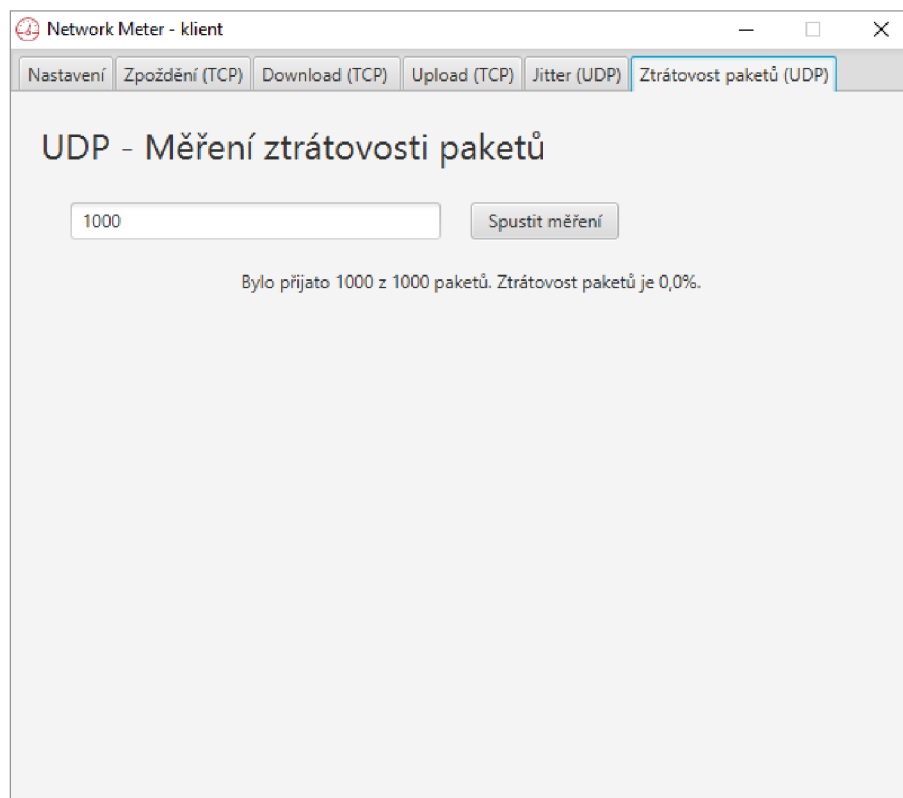 Network Meter - klient
Nastavení Zpoždění (TCP) Download (TCP) Upload (TCP) Jitter (UDP) Ztrátovost paketů (UDP)
UDP - Měření ztrátovosti paketů
1000 Spustit měření
Bylo přijato 1000 z 1000 paketů. Ztrátovost paketů je 0,0%.